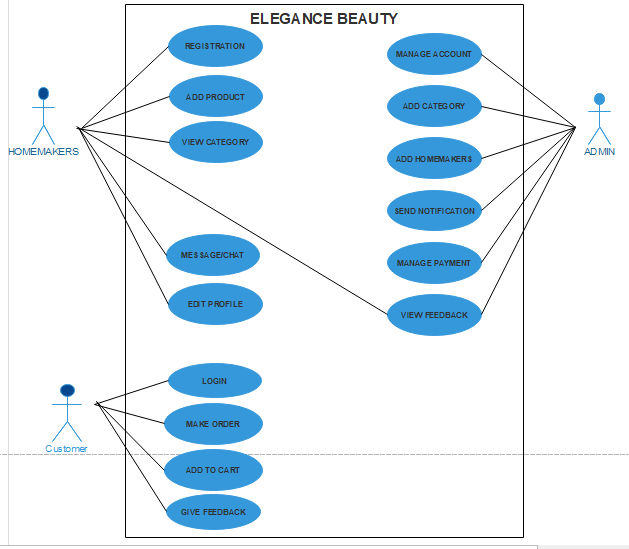 ELEGANCE BEAUTY
REGISTRATION
ADD PRODUCT
VIEW CATEGORY
MESSAGE/CHAT
EDIT PROFILE
LOGIN
MAKE ORDER
ADD TO CART
GIVE FEEDBACK
MANAGE ACCOUNT
ADD CATEGORY
ADD HOMEMAKERS
SEND NOTIFICATION
MANAGE PAYMENT
VIEW FEEDBACK
HOMEMAKERS
ADMIN
Customer